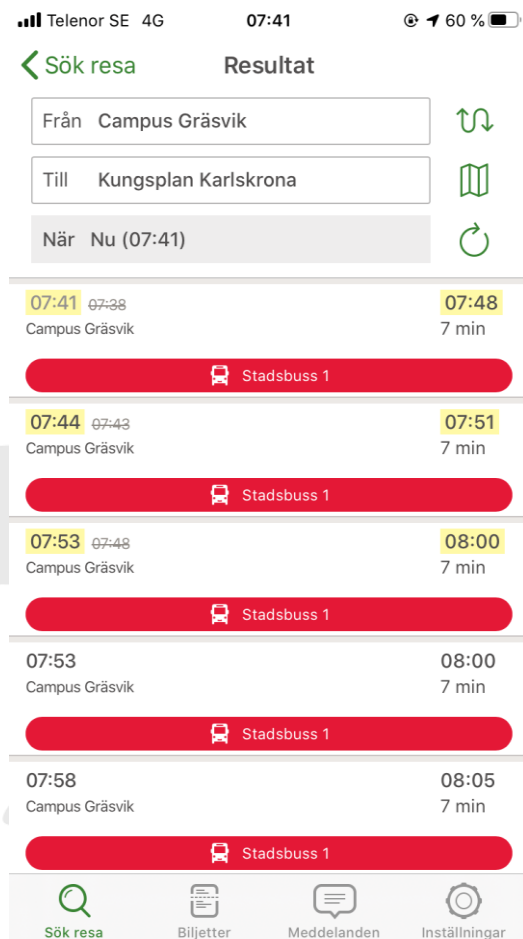 Telenor SE 4G 07:41 60 %
Sök resa Resultat
Från Campus Gräsvik
Till Kungsplan Karlskrona
När Nu (07:41)
07:41 07:38 07:48
Campus Gräsvik 7 min
Stadsbuss 1
07:44 07:43 07:51
Campus Gräsvik 7 min
Stadsbuss 1
07:53 07:48 08:00
Campus Gräsvik 7 min
Stadsbuss 1
07:53 08:00
Campus Gräsvik 7 min
Stadsbuss 1
07:58 08:05
Campus Gräsvik 7 min
Stadsbuss 1
Sök resa Biljetter Meddelanden Inställningar